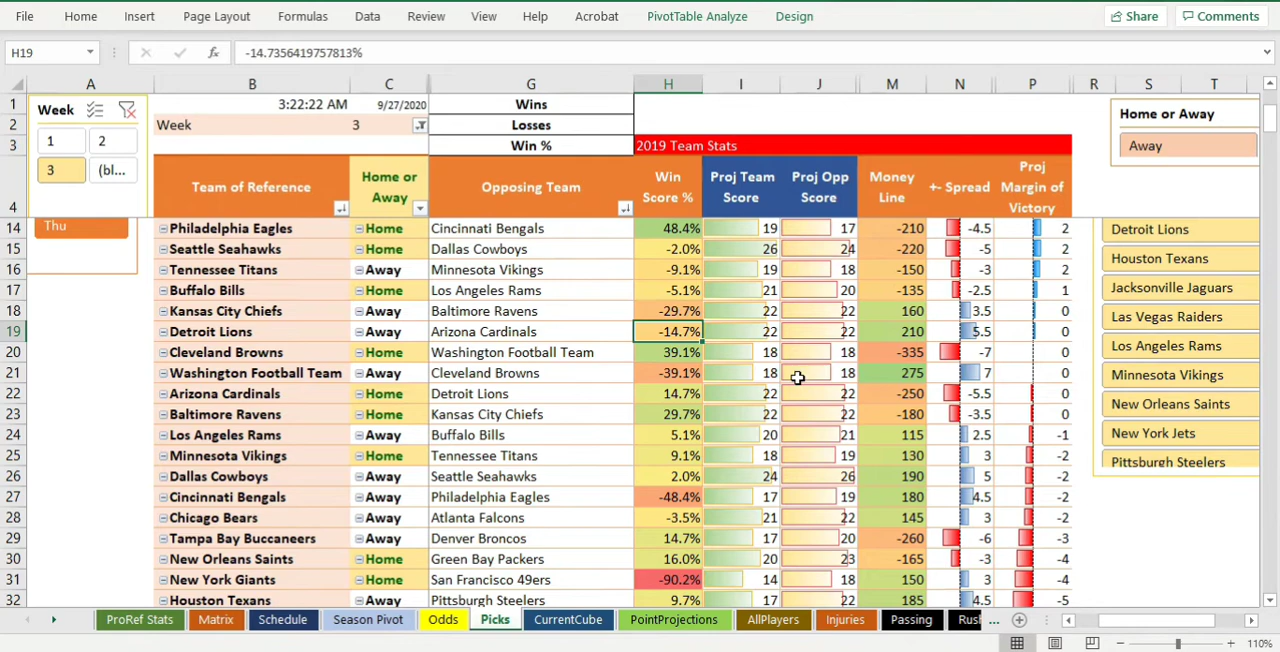 File Home Insert Page Layout Formulas Data Review View Help Acrobat PivotTable Analyze Design Share Comments
H19 fx -14.7356419757813%
A B C G H I J M N P R S T
1 3:22:22 AM 9/27/2020 Wins
Week
2 Week 3 Losses
Home or Away
1 2
3 Win % 2019 Team Stats
Away
3 (bl...
4 Team of Reference Home or Away Opposing Team Win Score % Proj Team Score Proj Opp Score Money Line +- Spread Proj Margin of Victory
Thu
14 Philadelphia Eagles Home Cincinnati Bengals 48.4% 19 17 -210 -4.5 2 Detroit Lions
15 Seattle Seahawks Home Dallas Cowboys -2.0% 26 24 -220 -5 2
16 Tennessee Titans Away Minnesota Vikings -9.1% 19 18 -150 -3 2 Houston Texans
17 Buffalo Bills Home Los Angeles Rams -5.1% 21 20 -135 -2.5 1 Jacksonville Jaguars
18 Kansas City Chiefs Away Baltimore Ravens -29.7% 22 22 160 3.5 0 Las Vegas Raiders
19 Detroit Lions Away Arizona Cardinals -14.7% 22 22 210 5.5 0
20 Cleveland Browns Home Washington Football Team 39.1% 18 18 -335 -7 0 Los Angeles Rams
21 Washington Football Team Away Cleveland Browns -39.1% 18 18 275 7 0 Minnesota Vikings
22 Arizona Cardinals Home Detroit Lions 14.7% 22 22 -250 -5.5 0 New Orleans Saints
23 Baltimore Ravens Home Kansas City Chiefs 29.7% 22 22 -180 -3.5 0
24 Los Angeles Rams Away Buffalo Bills 5.1% 20 21 115 2.5 -1 New York Jets
25 Minnesota Vikings Home Tennessee Titans 9.1% 18 19 130 3 -2 Pittsburgh Steelers
26 Dallas Cowboys Away Seattle Seahawks 2.0% 24 26 190 5 -2
27 Cincinnati Bengals Away Philadelphia Eagles -48.4% 17 19 180 4.5 -2
28 Chicago Bears Away Atlanta Falcons -3.5% 21 22 145 3 -2
29 Tampa Bay Buccaneers Away Denver Broncos 14.7% 17 20 -260 -6 -3
30 New Orleans Saints Home Green Bay Packers 16.0% 20 23 -165 -3 -4
31 New York Giants Home San Francisco 49ers -90.2% 14 18 150 3 -4
32 Houston Texans Away Pittsburgh Steelers 9.7% 17 22 185 4.5 -5
ProRef Stats Matrix Schedule Season Pivot Odds Picks CurrentCube PointProjections AllPlayers Injuries Passing Rusl ...
110%